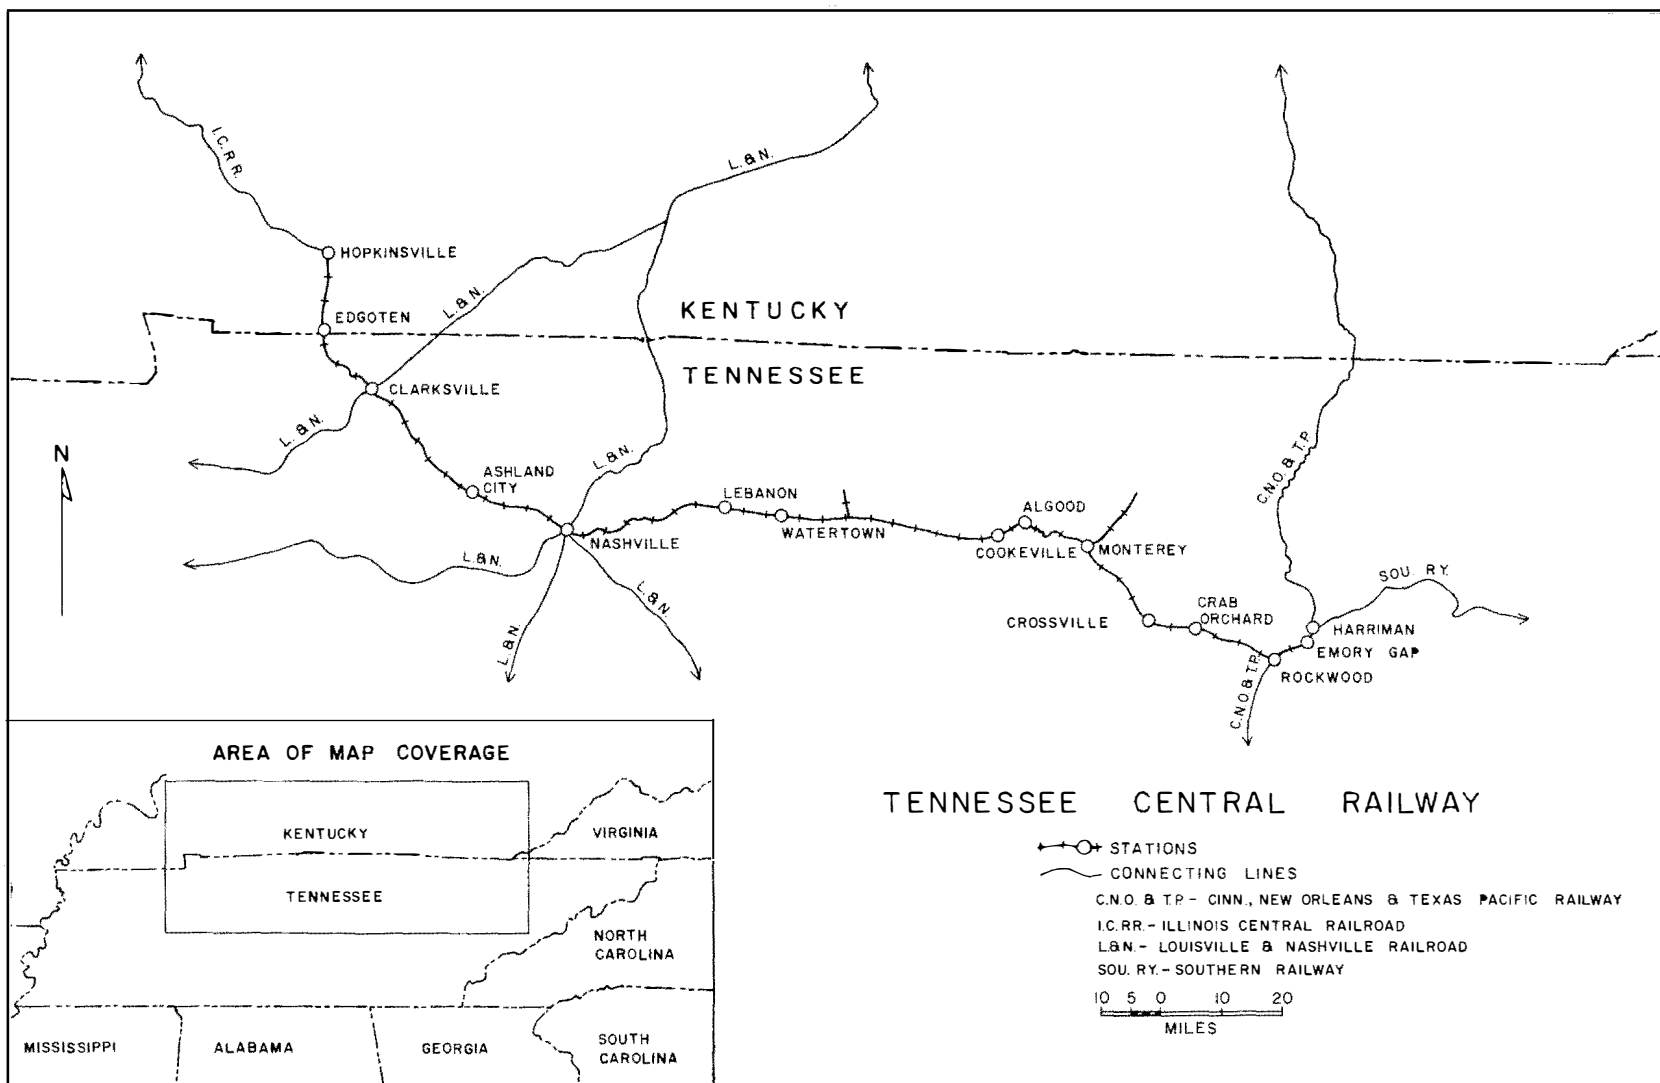 I.C.R R.
L.&N.
HOPKINSVILLE
L.&N.
EDGOTEN
KENTUCKY
TENNESSEE
CLARKSVILLE
L.&N.
L.&N.
C.N.O. & T.P.
N
ASHLAND
CITY
LEBANON
WATERTOWN
ALGOOD
COOKEVILLE
MONTEREY
NASHVILLE
L.&N.
L.&N.
L.&N.
SOU. RY.
CROSSVILLE
CRAB
ORCHARD
HARRIMAN
EMORY GAP
ROCKWOOD
C.N.O. & T.P.
AREA OF MAP COVERAGE
KENTUCKY
VIRGINIA
TENNESSEE
NORTH
CAROLINA
MISSISSIPPI
ALABAMA
GEORGIA
SOUTH
CAROLINA
TENNESSEE CENTRAL RAILWAY
STATIONS
CONNECTING LINES
C.N.O. & T.P. - CINN., NEW ORLEANS & TEXAS PACIFIC RAILWAY
I.C.RR. - ILLINOIS CENTRAL RAILROAD
L&N. - LOUISVILLE & NASHVILLE RAILROAD
SOU. RY. - SOUTHERN RAILWAY
10 5 0 10 20
MILES